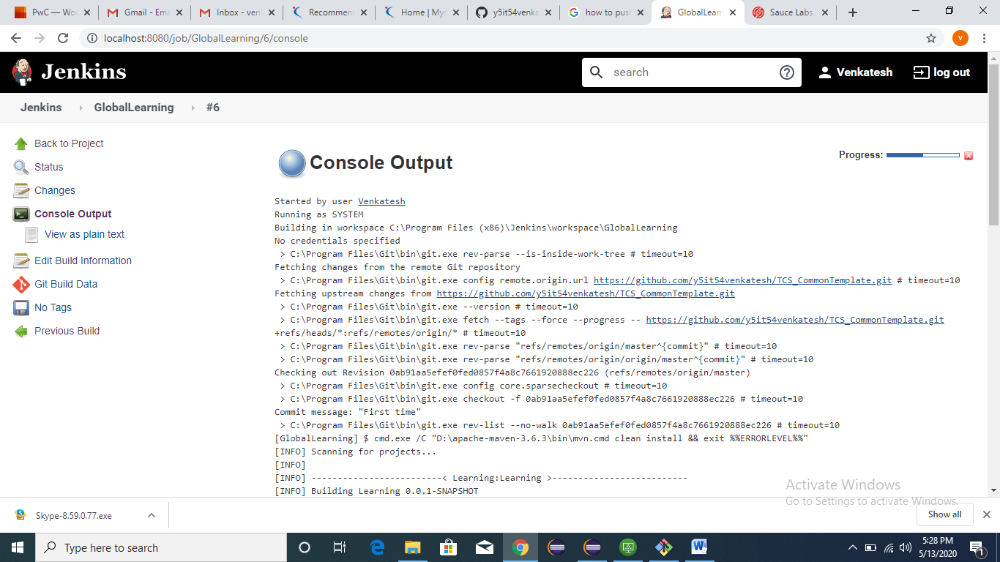 PwC — Wor
Gmail - Ema
Inbox - venk
Recommen
Home | Myn
y5it54venka
how to pus
GlobalLearn
Sauce Labs
localhost:8080/job/GlobalLearning/6/console
V
Jenkins
search
Venkatesh
log out
Jenkins
GlobalLearning
#6
Back to Project
Status
Changes
Console Output
View as plain text
Edit Build Information
Git Build Data
No Tags
Previous Build
Console Output
Progress:
Started by user Venkatesh
Running as SYSTEM
Building in workspace C:\Program Files (x86)\Jenkins\workspace\GlobalLearning
No credentials specified
> C:\Program Files\Git\bin\git.exe rev-parse --is-inside-work-tree # timeout=10
Fetching changes from the remote Git repository
> C:\Program Files\Git\bin\git.exe config remote.origin.url https://github.com/y5it54venkatesh/TCS_CommonTemplate.git # timeout=10
Fetching upstream changes from https://github.com/y5it54venkatesh/TCS_CommonTemplate.git
> C:\Program Files\Git\bin\git.exe --version # timeout=10
> C:\Program Files\Git\bin\git.exe fetch --tags --force --progress -- https://github.com/y5it54venkatesh/TCS_CommonTemplate.git
+refs/heads/*:refs/remotes/origin/* # timeout=10
> C:\Program Files\Git\bin\git.exe rev-parse "refs/remotes/origin/master^{commit}" # timeout=10
> C:\Program Files\Git\bin\git.exe rev-parse "refs/remotes/origin/origin/master^{commit}" # timeout=10
Checking out Revision 0ab91aa5efef0fed0857f4a8c7661920888ec226 (refs/remotes/origin/master)
> C:\Program Files\Git\bin\git.exe config core.sparsecheckout # timeout=10
> C:\Program Files\Git\bin\git.exe checkout -f 0ab91aa5efef0fed0857f4a8c7661920888ec226 # timeout=10
Commit message: "First time"
> C:\Program Files\Git\bin\git.exe rev-list --no-walk 0ab91aa5efef0fed0857f4a8c7661920888ec226 # timeout=10
[GlobalLearning] $ cmd.exe /C "D:\apache-maven-3.6.3\bin\mvn.cmd clean install && exit %%ERRORLEVEL%%"
[INFO] Scanning for projects...
[INFO]
[INFO] -------------------------< Learning:Learning >--------------------------
[INFO] Building Learning 0.0.1-SNAPSHOT
Activate Windows
Go to Settings to activate Windows.
Skype-8.59.0.77.exe
Show all
Type here to search
5:28 PM
5/13/2020
1